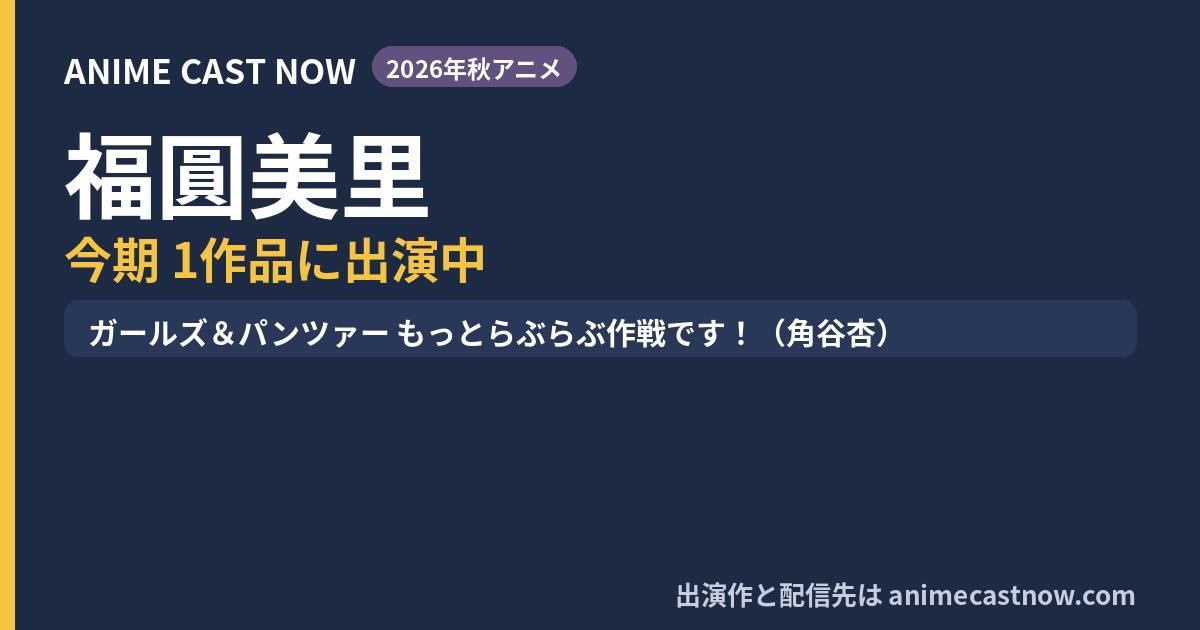 ANIME CAST NOW 2026年秋アニメ
福圓美里
今期 1作品に出演中
ガールズ＆パンツァー もっとらぶらぶ作戦です！（角谷杏）
出演作と配信先は animecastnow.com